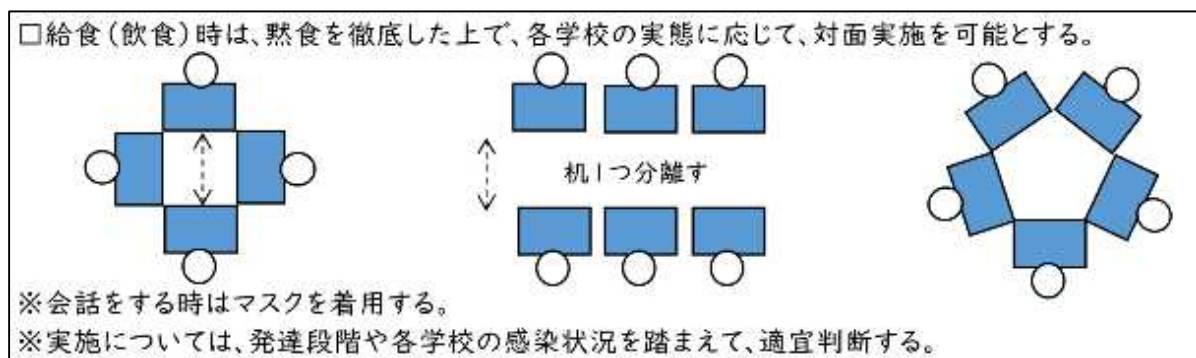 □給食(飲食)時は、黙食を徹底した上で、各学校の実態に応じて、対面実施を可能とする。
机1つ分離す
※会話をする時はマスクを着用する。
※実施については、発達段階や各学校の感染状況を踏まえて、適宜判断する。